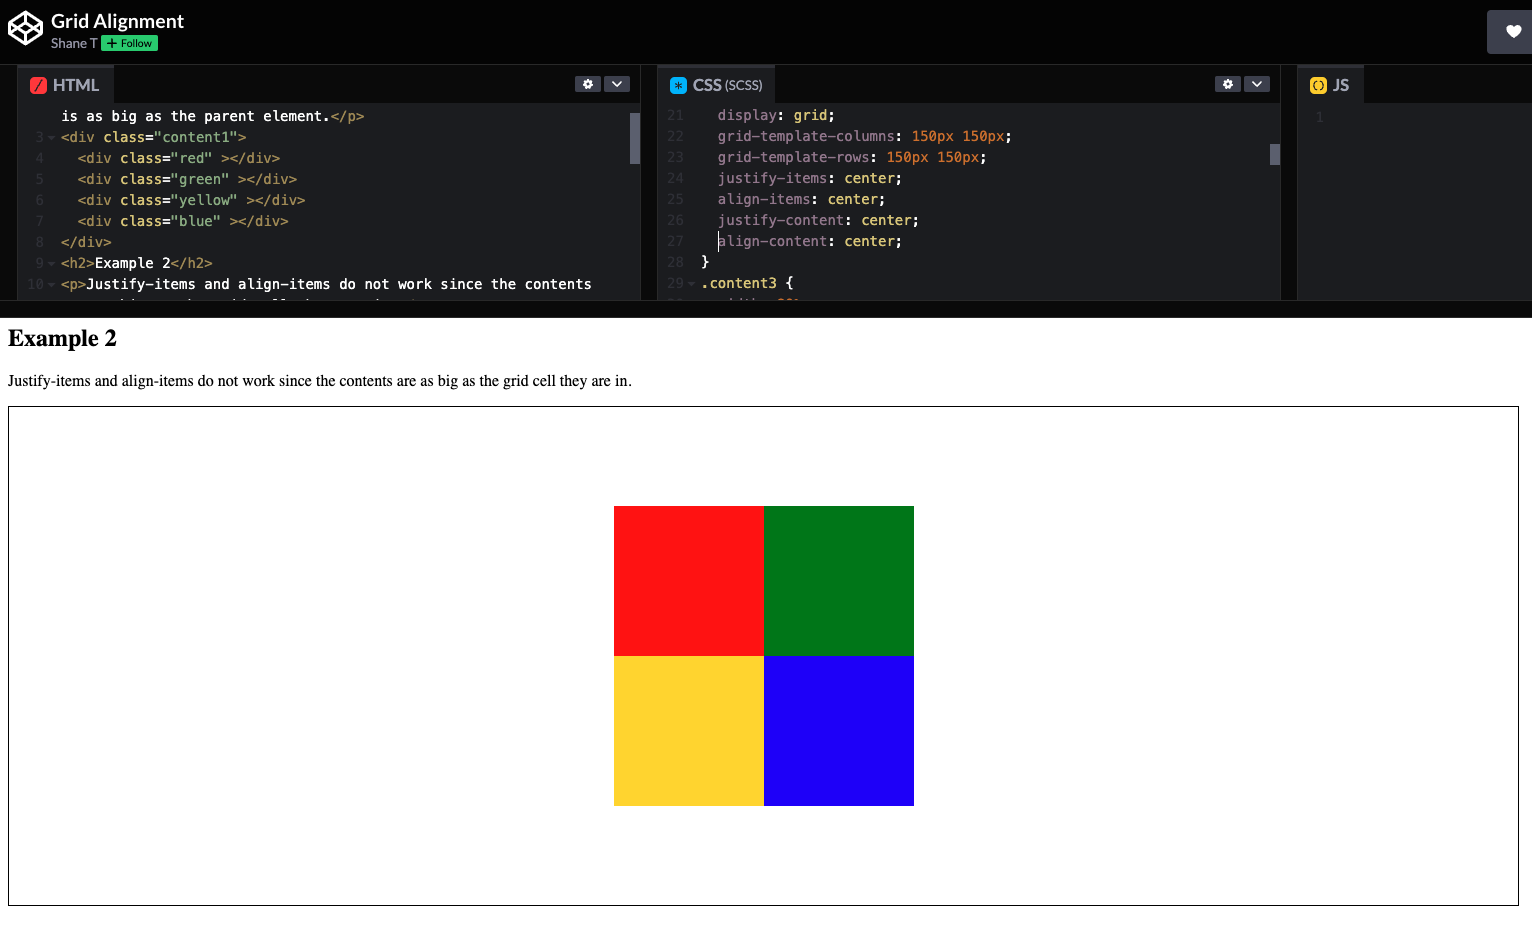 Grid Alignment
Shane T + Follow
HTML
is as big as the parent element.</p>
3 <div class="content1">
4 <div class="red" ></div>
5 <div class="green" ></div>
6 <div class="yellow" ></div>
7 <div class="blue" ></div>
8 </div>
9 <h2>Example 2</h2>
10 <p>Justify-items and align-items do not work since the contents
CSS (SCSS)
21 display: grid;
22 grid-template-columns: 150px 150px;
23 grid-template-rows: 150px 150px;
24 justify-items: center;
25 align-items: center;
26 justify-content: center;
27 align-content: center;
28 }
29 .content3 {
JS
1
Example 2
Justify-items and align-items do not work since the contents are as big as the grid cell they are in.